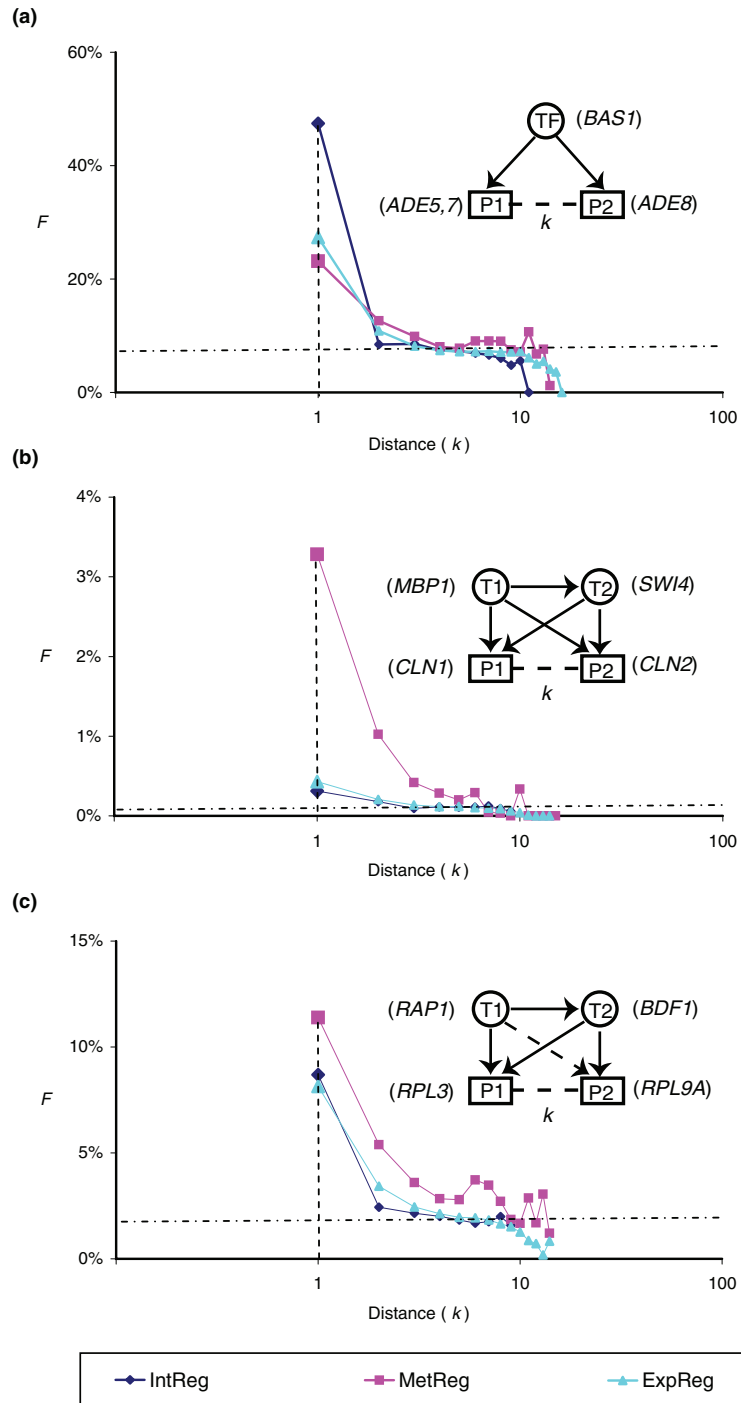 (a)
60%
40%
20%
0%
F
TF (BAS1)
(ADE5,7) P1 P2 (ADE8)
k
1 10 100
Distance ( k )
(b)
4%
3%
2%
1%
0%
F
(MBP1) T1 T2 (SWI4)
(CLN1) P1 P2 (CLN2)
k
1 10 100
Distance ( k )
(c)
15%
10%
5%
0%
F
(RAP1) T1 T2 (BDF1)
(RPL3) P1 P2 (RPL9A)
k
1 10 100
Distance ( k )
IntReg MetReg ExpReg